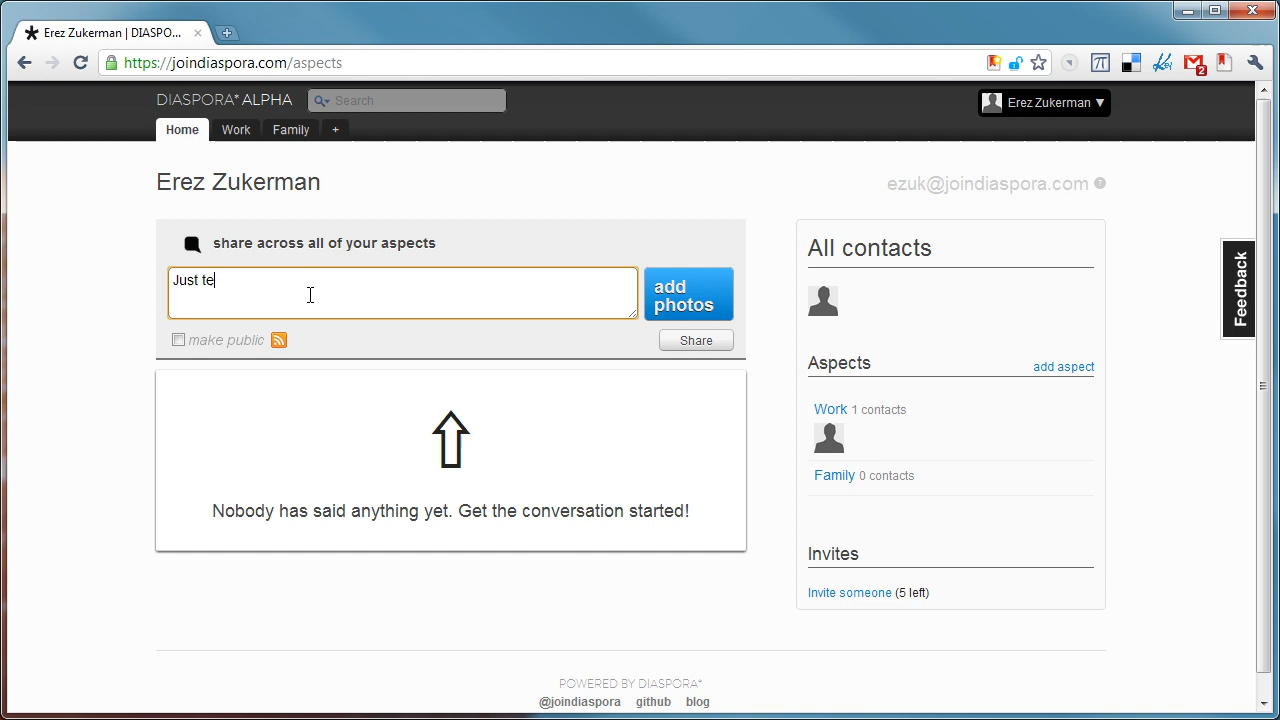 Erez Zukerman | DIASPO...
https://joindiaspora.com/aspects
2
DIASPORA* ALPHA
Search
Erez Zukerman ▼
Home
Work
Family
+
Erez Zukerman
ezuk@joindiaspora.com ?
share across all of your aspects
Just te
add
photos
make public
Share
Nobody has said anything yet. Get the conversation started!
All contacts
Aspects
add aspect
Work 1 contacts
Family 0 contacts
Invites
Invite someone (5 left)
Feedback
POWERED BY DIASPORA*
@joindiaspora
github
blog